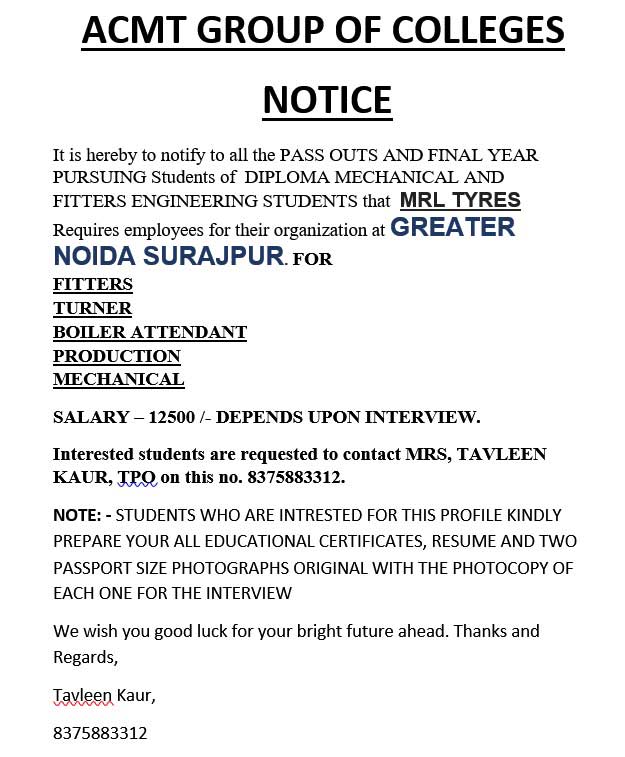 ACMT GROUP OF COLLEGES
NOTICE
It is hereby to notify to all the PASS OUTS AND FINAL YEAR
PURSUING Students of DIPLOMA MECHANICAL AND
FITTERS ENGINEERING STUDENTS that MRL TYRES
Requires employees for their organization at GREATER
NOIDA SURAJPUR. FOR
FITTERS
TURNER
BOILER ATTENDANT
PRODUCTION
MECHANICAL
SALARY – 12500 /- DEPENDS UPON INTERVIEW.
Interested students are requested to contact MRS, TAVLEEN
KAUR, TPO on this no. 8375883312.
NOTE: - STUDENTS WHO ARE INTRESTED FOR THIS PROFILE KINDLY
PREPARE YOUR ALL EDUCATIONAL CERTIFICATES, RESUME AND TWO
PASSPORT SIZE PHOTOGRAPHS ORIGINAL WITH THE PHOTOCOPY OF
EACH ONE FOR THE INTERVIEW
We wish you good luck for your bright future ahead. Thanks and
Regards,
Tavleen Kaur,
8375883312